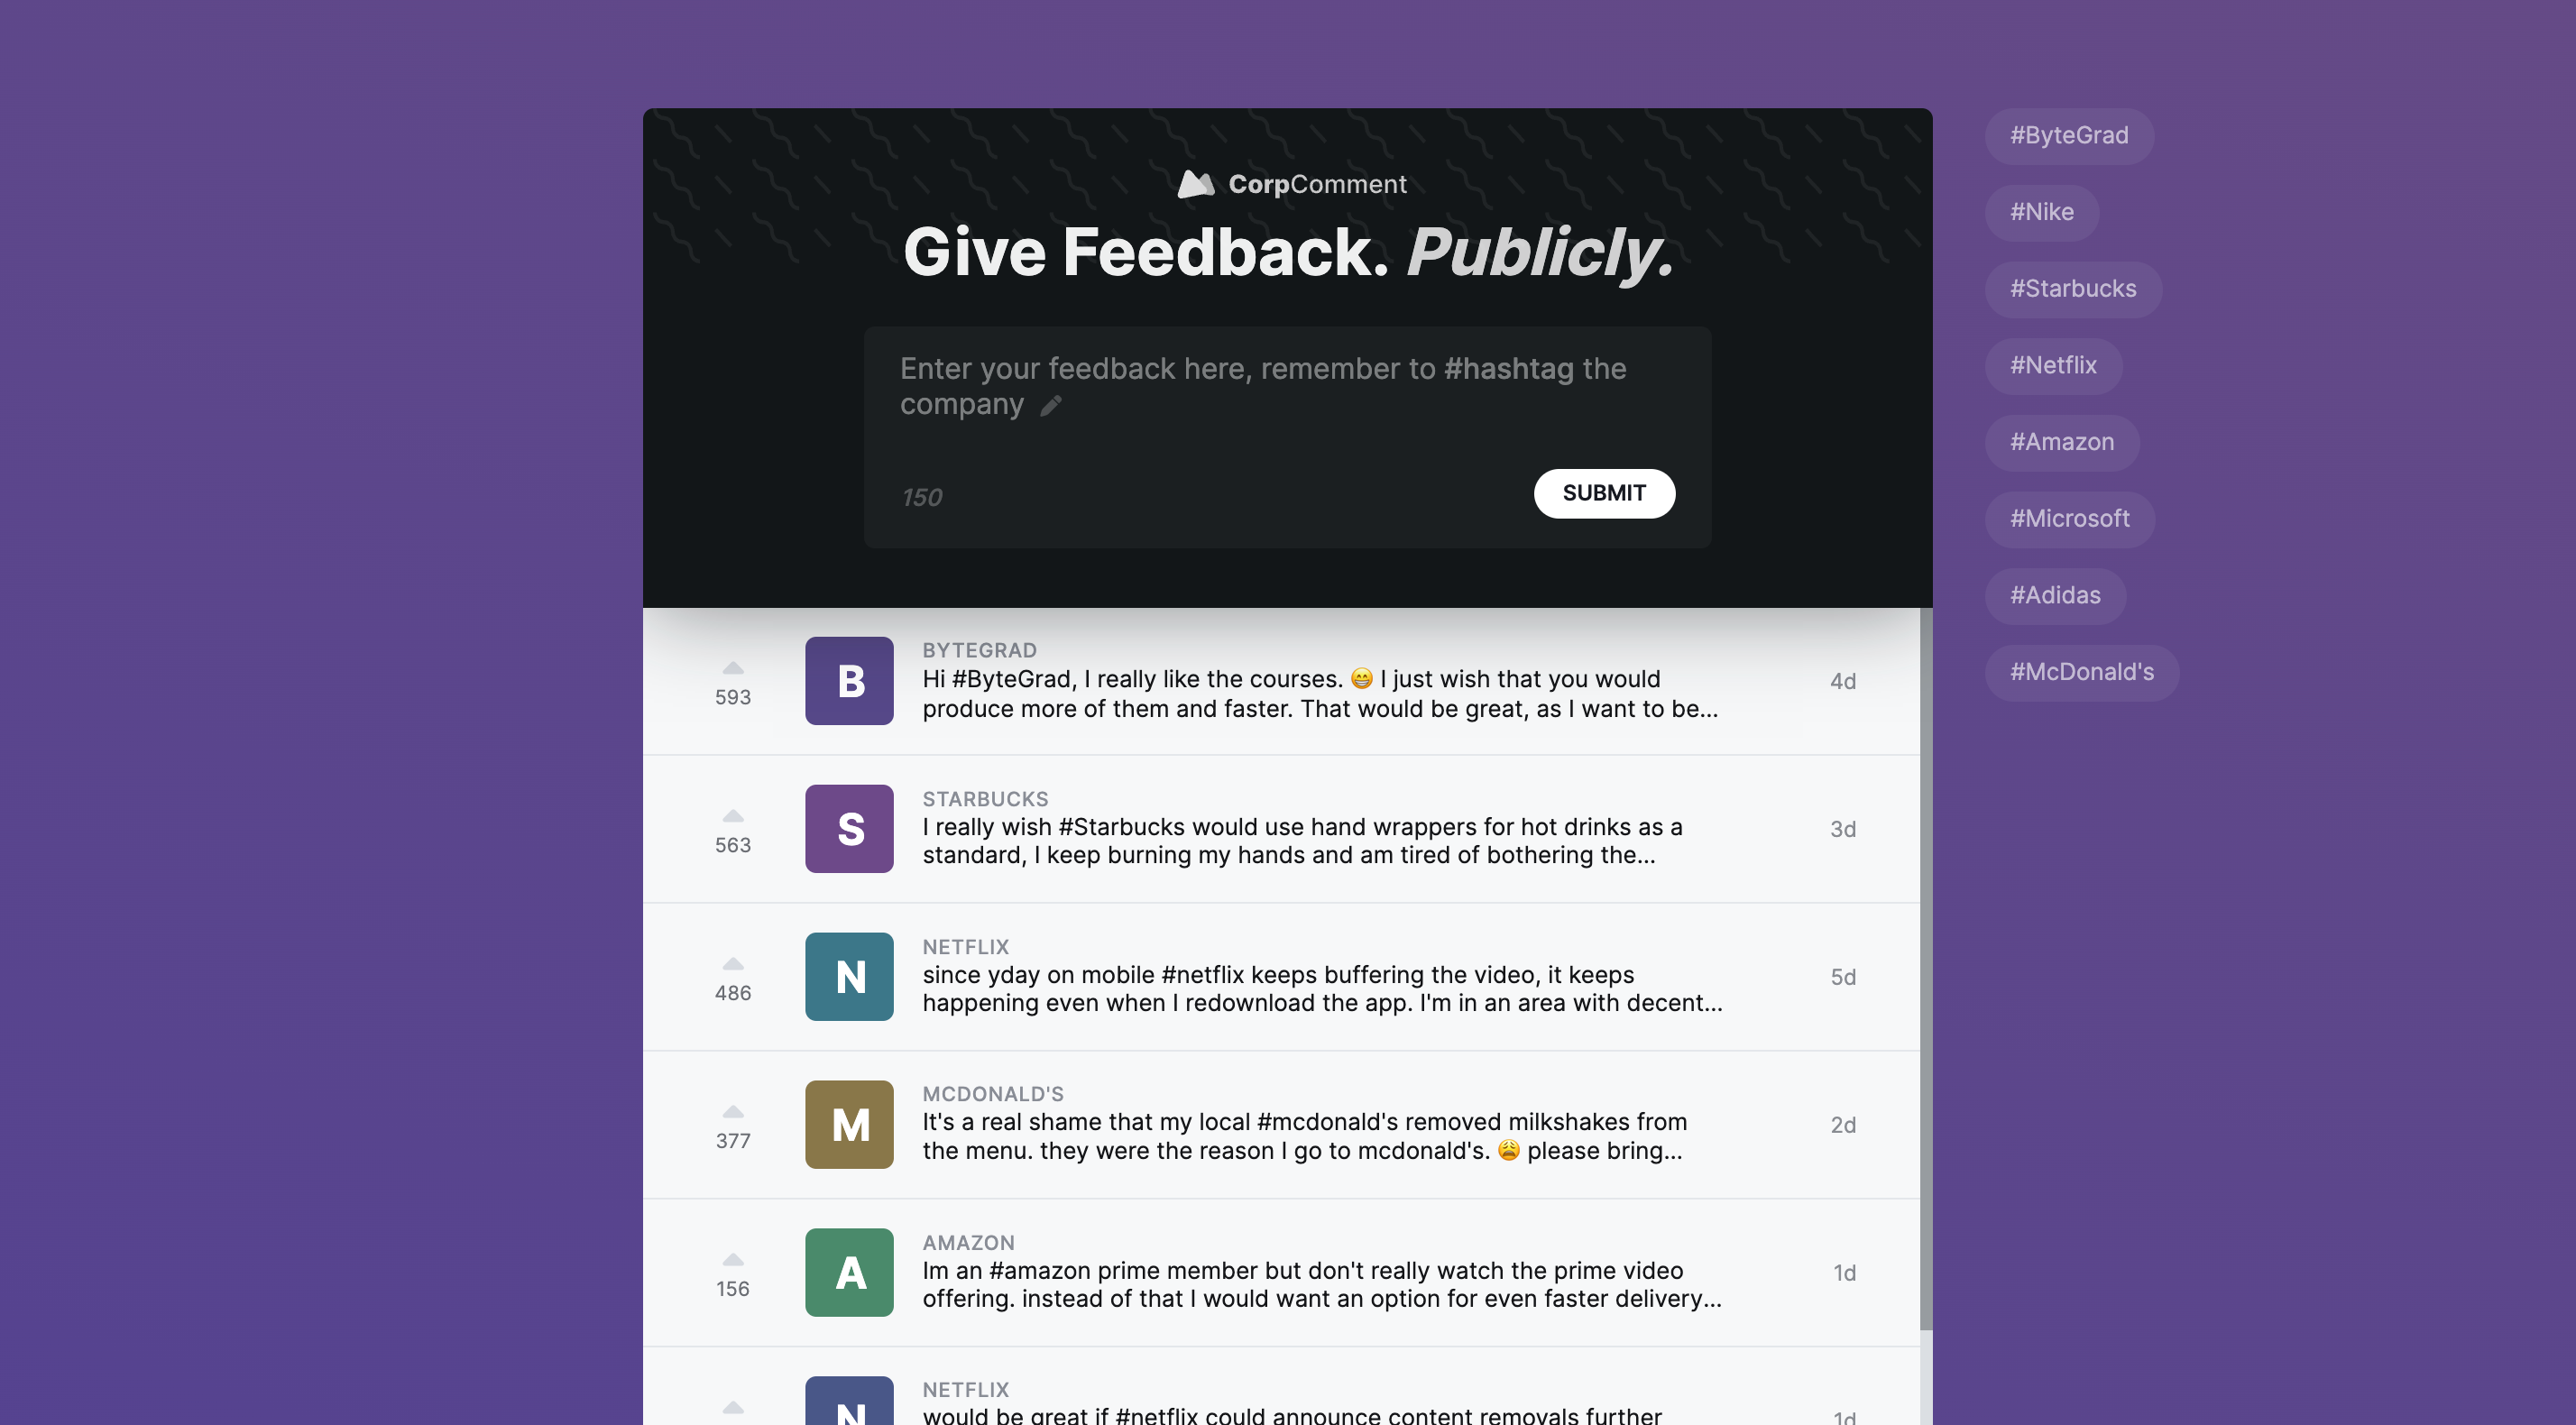 CorpComment
Give Feedback. Publicly.
Enter your feedback here, remember to #hashtag the
company
150
SUBMIT
593
B
BYTEGRAD
Hi #ByteGrad, I really like the courses. 😁 I just wish that you would
produce more of them and faster. That would be great, as I want to be...
4d
563
S
STARBUCKS
I really wish #Starbucks would use hand wrappers for hot drinks as a
standard, I keep burning my hands and am tired of bothering the...
3d
486
N
NETFLIX
since yday on mobile #netflix keeps buffering the video, it keeps
happening even when I redownload the app. I'm in an area with decent...
5d
377
M
MCDONALD'S
It's a real shame that my local #mcdonald's removed milkshakes from
the menu. they were the reason I go to mcdonald's. 😩 please bring...
2d
156
A
AMAZON
Im an #amazon prime member but don't really watch the prime video
offering. instead of that I would want an option for even faster delivery...
1d
N
NETFLIX
would be great if #netflix could announce content removals further
1d
#ByteGrad
#Nike
#Starbucks
#Netflix
#Amazon
#Microsoft
#Adidas
#McDonald's